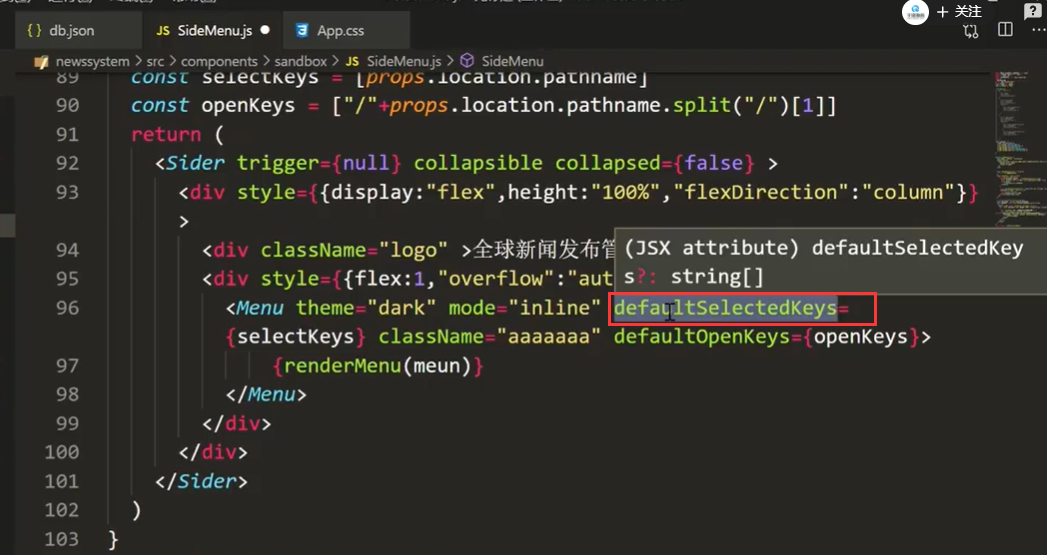 { } db.json
JS SideMenu.js ●
App.css
+ 关注
newssystem > src > components > sandbox > JS SideMenu.js > SideMenu
89 const selectKeys = [props.location.pathname]
90 const openKeys = ["/"+props.location.pathname.split("/")[1]]
91 return (
92 <Sider trigger={null} collapsible collapsed={false} >
93 <div style={{display:"flex",height:"100%","flexDirection":"column"}}
>
94 <div className="logo" >全球新闻发布管
(JSX attribute) defaultSelectedKey
s?: string[]
95 <div style={{flex:1,"overflow":"aut
96 <Menu theme="dark" mode="inline" defaultSelectedKeys=
{selectKeys} className="aaaaaaa" defaultOpenKeys={openKeys}>
97 {renderMenu(meun)}
98 </Menu>
99 </div>
100 </div>
101 </Sider>
102 )
103 }